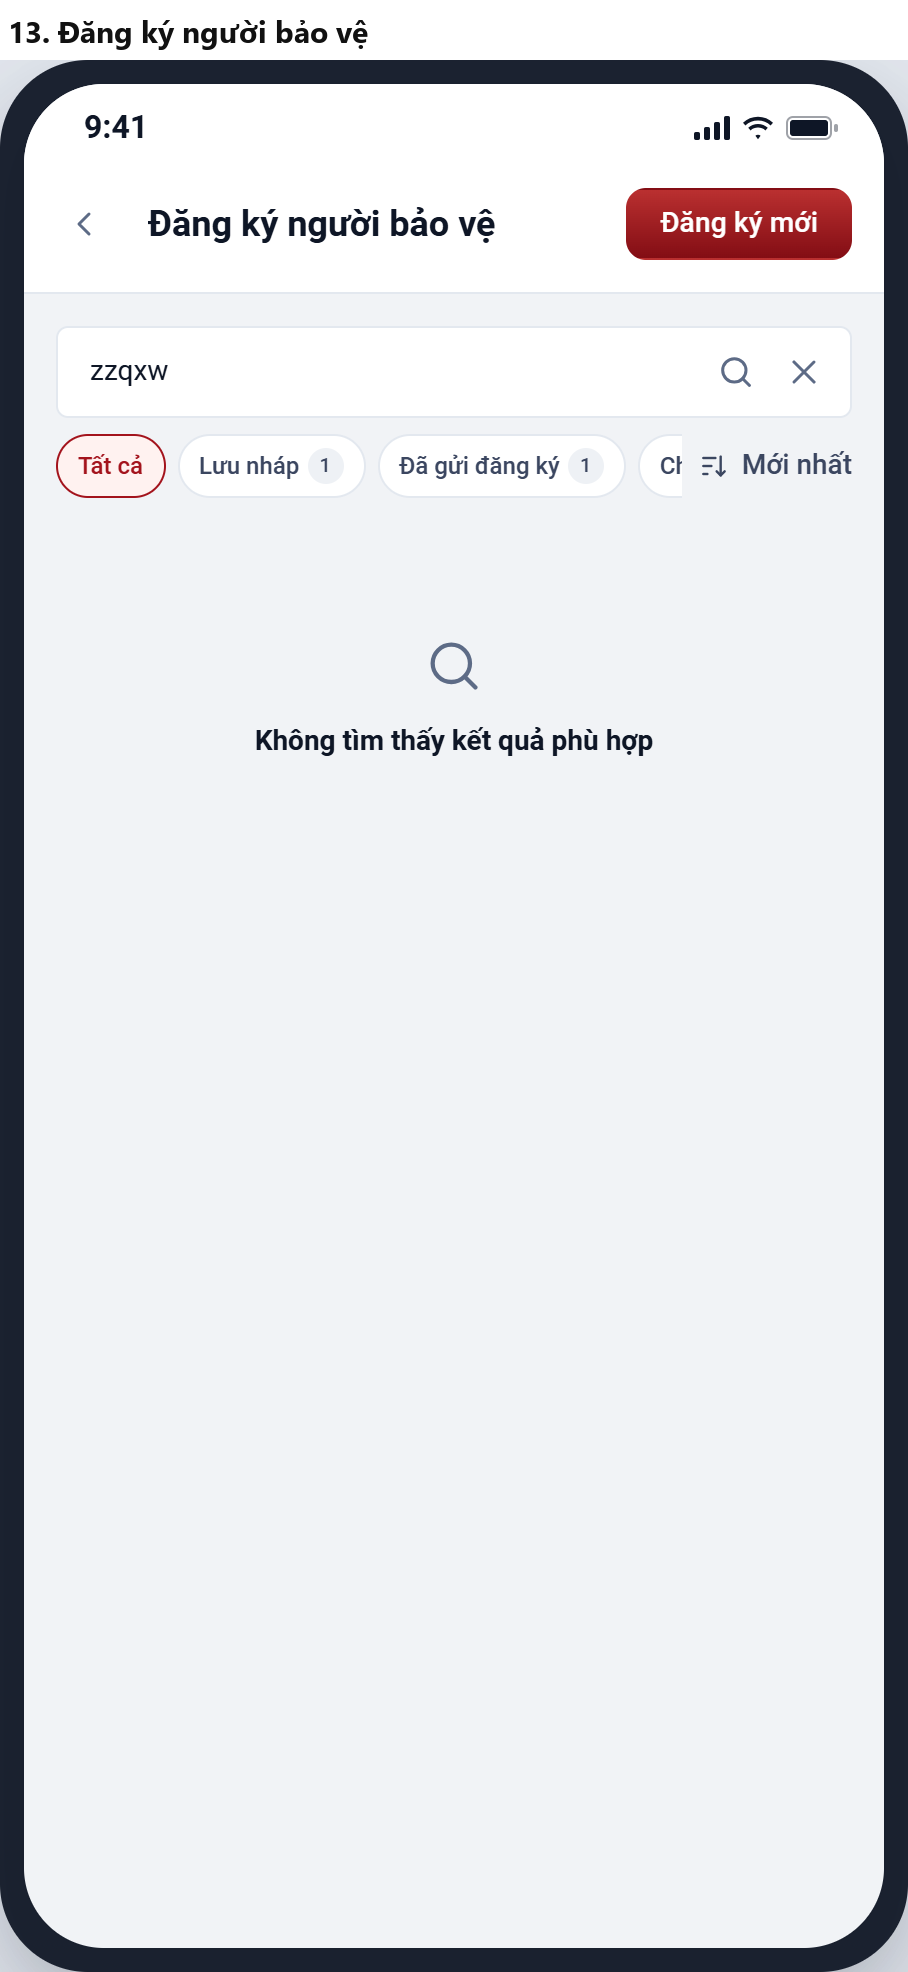 13. Đăng ký người bảo vệ
9:41
Đăng ký người bảo vệ
Đăng ký mới
zzqxw
Tất cả
Lưu nháp 1
Đã gửi đăng ký 1
Mới nhất
Không tìm thấy kết quả phù hợp